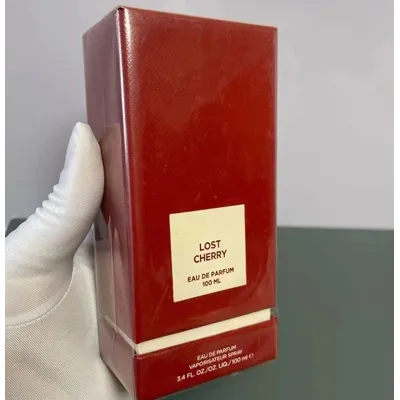 LOST
CHERRY
EAU DE PARFUM
100 ML
EAU DE PARFUM
VAPORISATEUR SPRAY
3.4 FL. OZ./OZ. LIQ./100 ml ℮